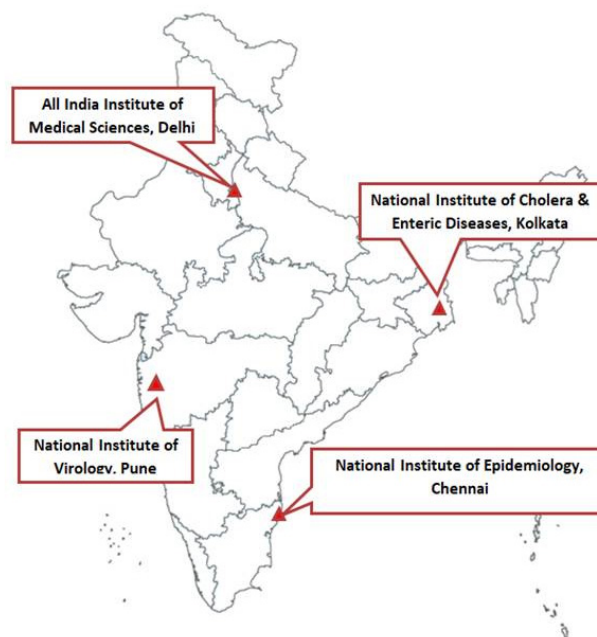 All India Institute of
Medical Sciences, Delhi
National Institute of Cholera &
Enteric Diseases, Kolkata
National Institute of
Virology. Pune
National Institute of Epidemiology,
Chennai